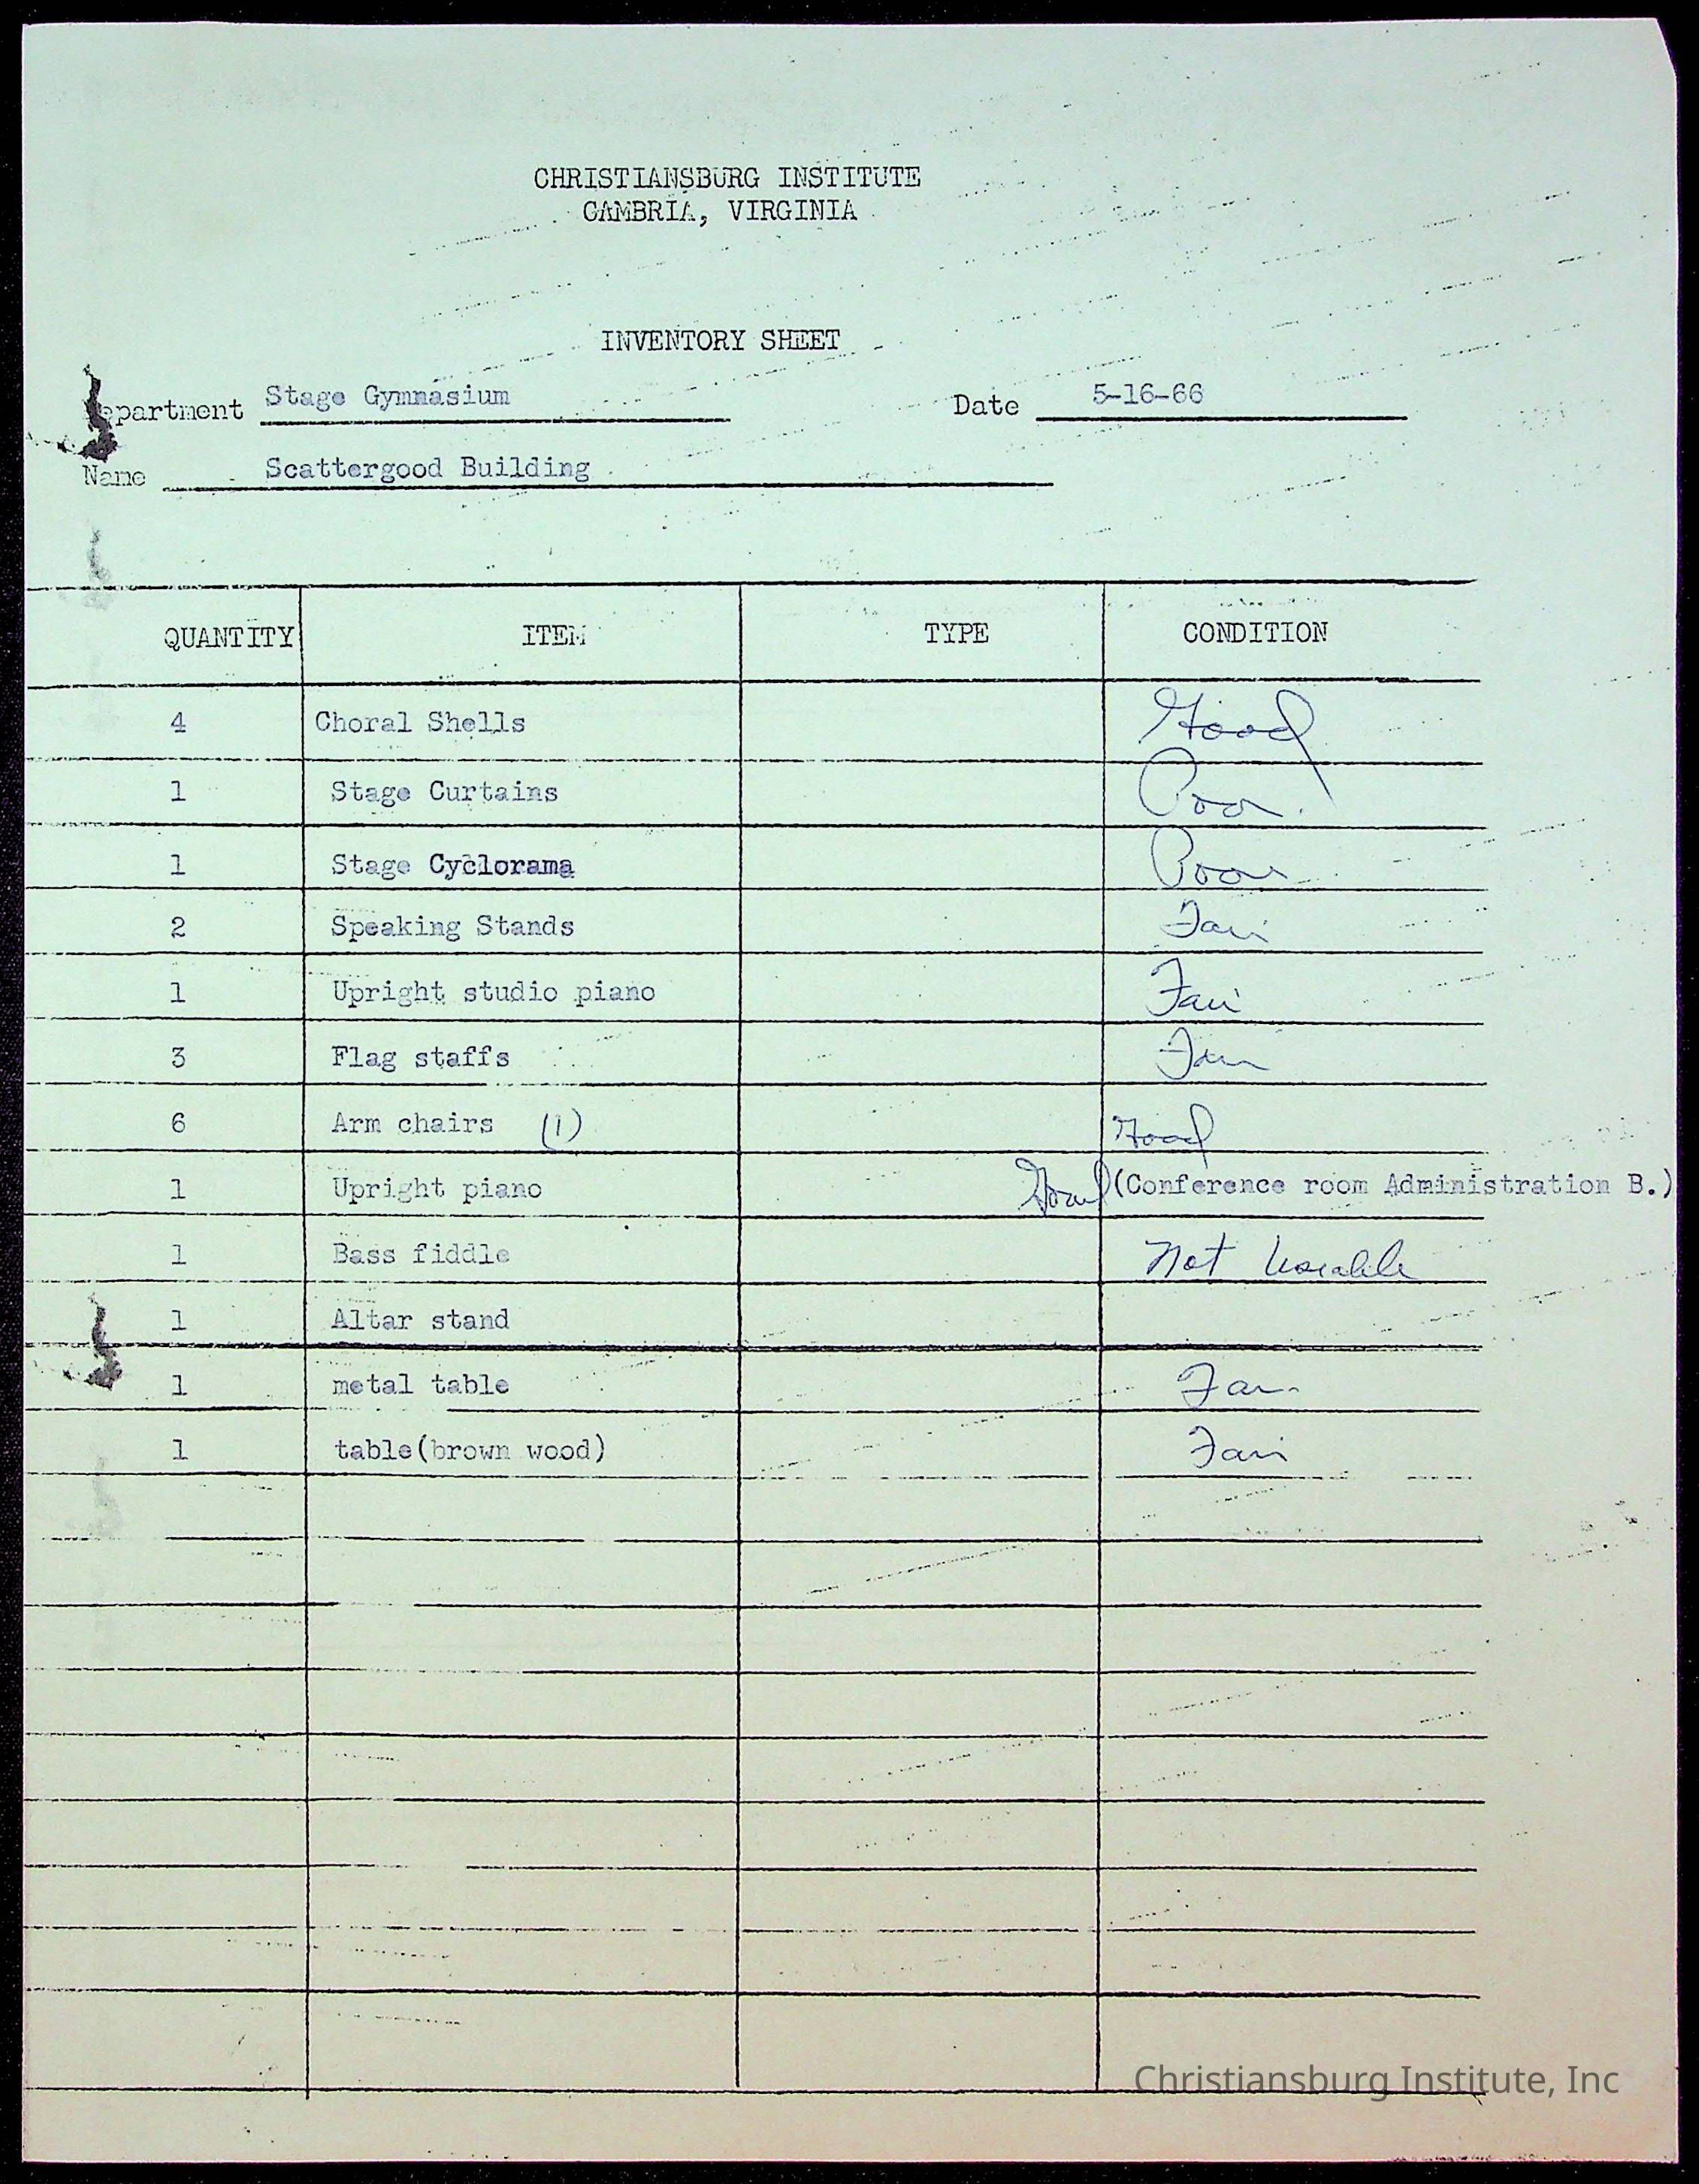 CHRISTIANSBURG INSTITUTE
CAMBRIA, VIRGINIA
INVENTORY SHEET
epartment Stage Gymnasium Date 5-16-66
Name Scattergood Building
QUANTITY ITEM TYPE CONDITION
4 Choral Shells Good
1 Stage Curtains Poor.
1 Stage Cyclorama Poor
2 Speaking Stands Fair
1 Upright studio piano Fair
3 Flag staffs Fair
6 Arm chairs (1) Good
1 Upright piano Good (Conference room Administration B.)
1 Bass fiddle Not Useable
1 Altar stand
1 metal table Fair
1 table(brown wood) Fair
Christiansburg Institute, Inc